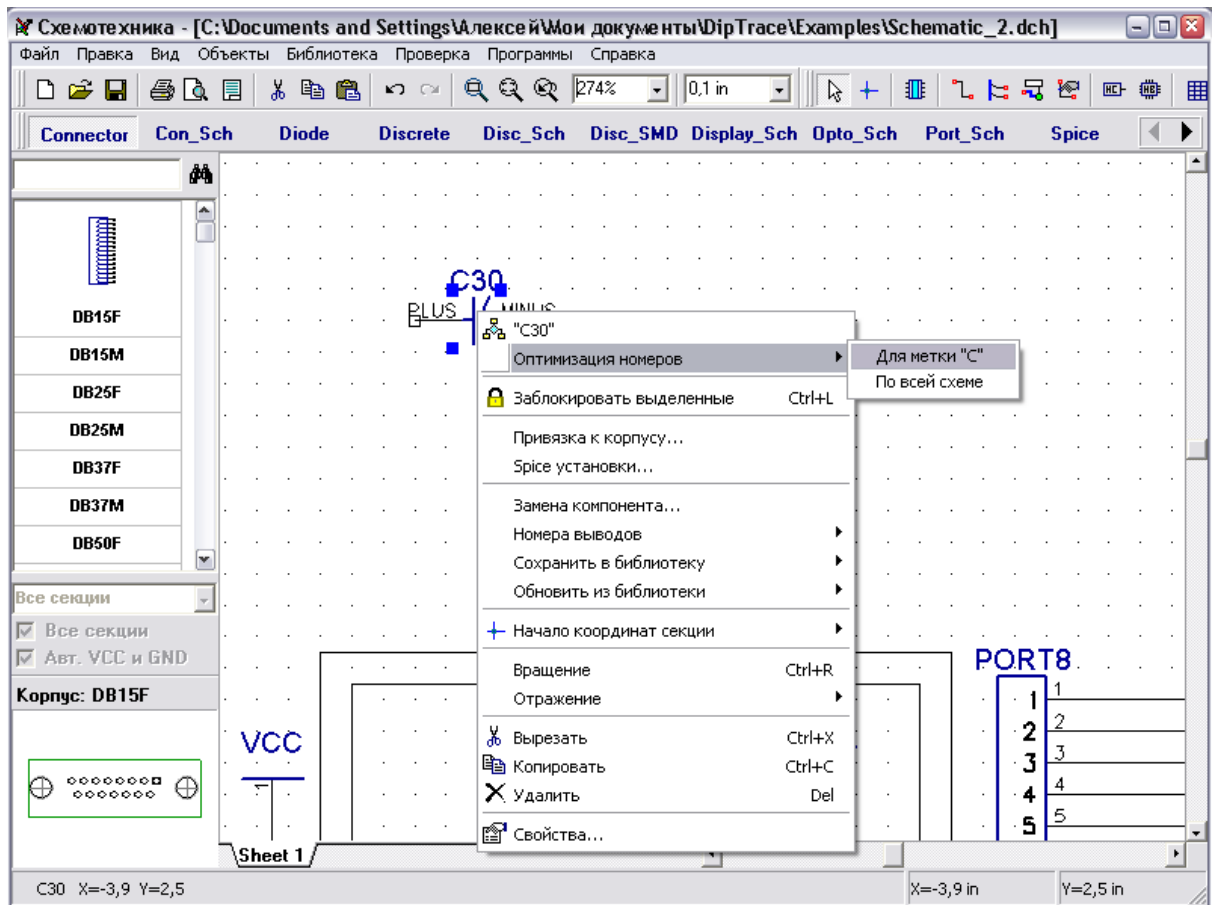 Схемотехника - [C:\Documents and Settings\Алексей\Мои документы\DipTrace\Examples\Schematic_2.dch]
Файл Правка Вид Объекты Библиотека Проверка Программы Справка
274% 0,1 in
Connector Con_Sch Diode Discrete Disc_Sch Disc_SMD Display_Sch Opto_Sch Port_Sch Spice
C30
PLUS MINUS
DB15F
DB15M
DB25F
DB25M
DB37F
DB37M
DB50F
"C30"
Оптимизация номеров
Для метки "C"
По всей схеме
Заблокировать выделенные Ctrl+L
Привязка к корпусу...
Spice установки...
Замена компонента...
Номера выводов
Сохранить в библиотеку
Обновить из библиотеки
Начало координат секции
Вращение Ctrl+R
Отражение
Вырезать Ctrl+X
Копировать Ctrl+C
Удалить Del
Свойства...
Все секции
Все секции
Авт. VCC и GND
Корпус: DB15F
VCC
1
PORT8
1 1
2 2
3 3
4 4
5 5
Sheet 1
C30 X=-3,9 Y=2,5
X=-3,9 in Y=2,5 in